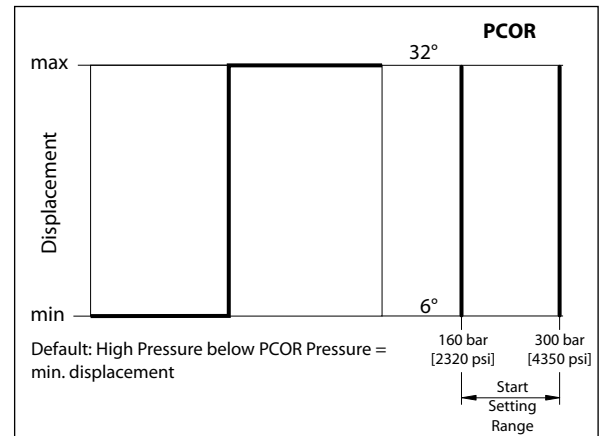 PCOR
32°
max
Displacement
min
6°
Default: High Pressure below PCOR Pressure =
min. displacement
160 bar
[2320 psi]
300 bar
[4350 psi]
Start
Setting
Range